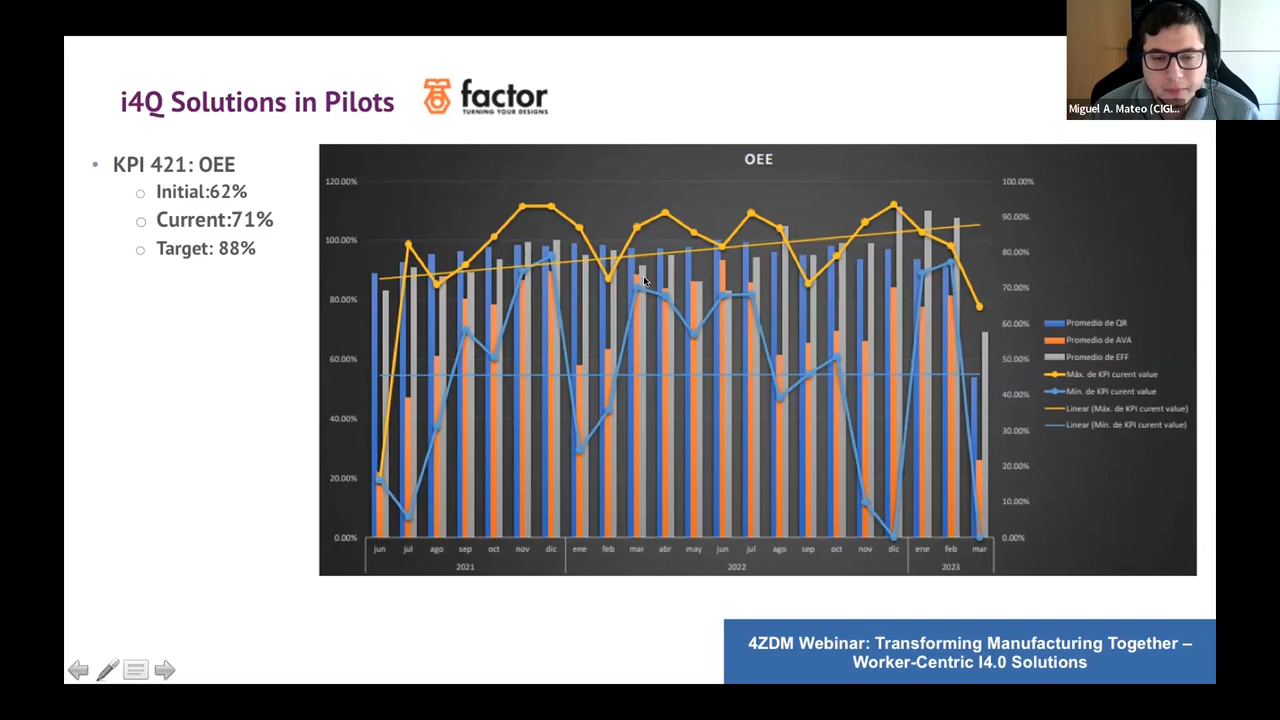 i4Q Solutions in Pilots
factor
TURNING YOUR DESIGNS
Miguel A. Mateo (CIGI...
• KPI 421: OEE
○ Initial:62%
○ Current:71%
○ Target: 88%
OEE
120.00%
100.00%
80.00%
60.00%
40.00%
20.00%
0.00%
100.00%
90.00%
80.00%
70.00%
60.00%
50.00%
40.00%
30.00%
20.00%
10.00%
0.00%
jun jul ago sep oct nov dic ene feb mar abr may jun jul ago sep oct nov dic ene feb mar
2021 2022 2023
Promedio de QR
Promedio de AVA
Promedio de EFF
Máx. de KPI curent value
Mín. de KPI curent value
Linear (Máx. de KPI curent value)
Linear (Mín. de KPI curent value)
4ZDM Webinar: Transforming Manufacturing Together –
Worker-Centric I4.0 Solutions